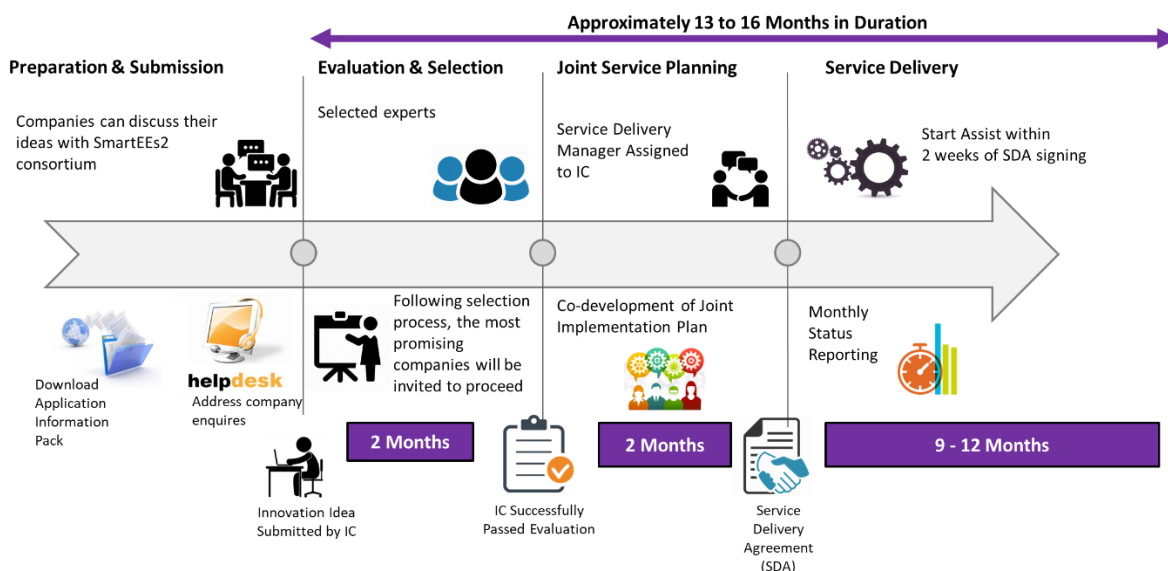 Approximately 13 to 16 Months in Duration
Preparation & Submission
Evaluation & Selection
Joint Service Planning
Service Delivery
Companies can discuss their
ideas with SmartEEs2
consortium
Selected experts
Service Delivery
Manager Assigned
to IC
Start Assist within
2 weeks of SDA signing
Download
Application
Information
Pack
helpdesk
Address company
enquires
Following selection
process, the most
promising
companies will be
invited to proceed
Co-development of Joint
Implementation Plan
Monthly
Status
Reporting
2 Months
2 Months
9 - 12 Months
Innovation Idea
Submitted by IC
IC Successfully
Passed Evaluation
Service
Delivery
Agreement
(SDA)